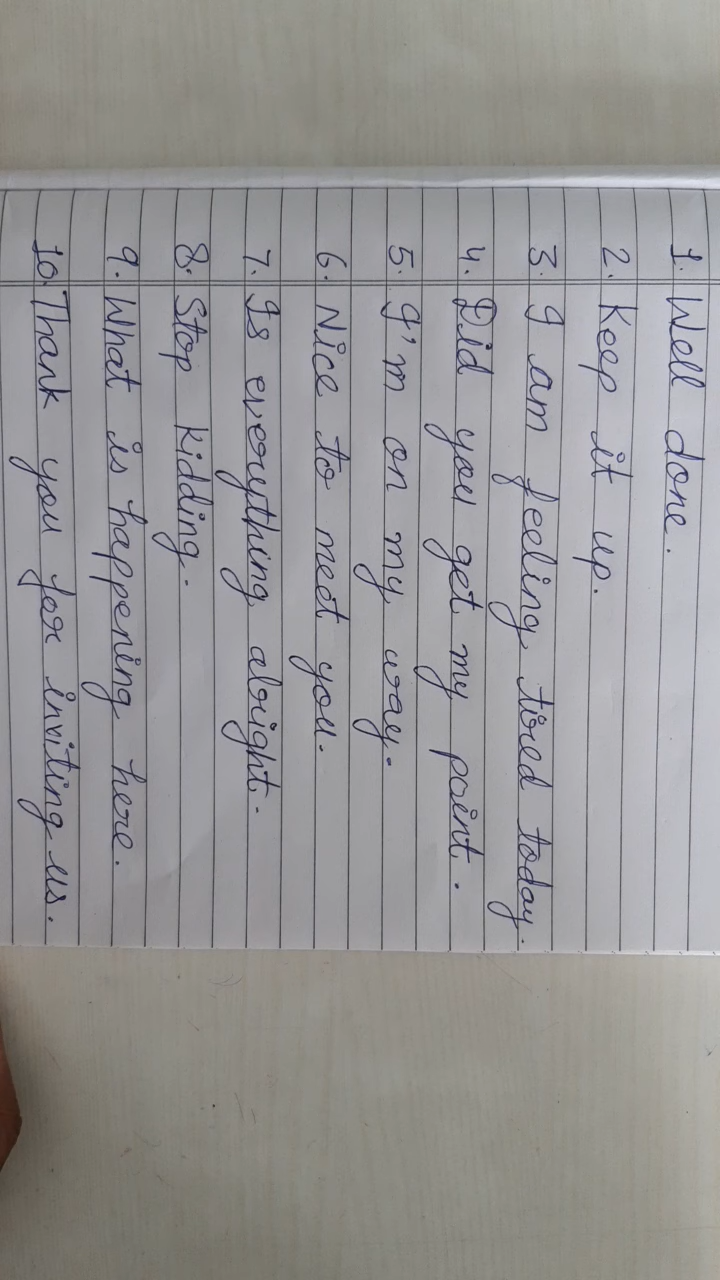 1. Well done.
2. Keep it up.
3. I am feeling tired today.
4. Did you get my point.
5. I'm on my way.
6. Nice to meet you.
7. Is everything alright.
8. Stop kidding.
9. What is happening here.
10. Thank you for inviting us.